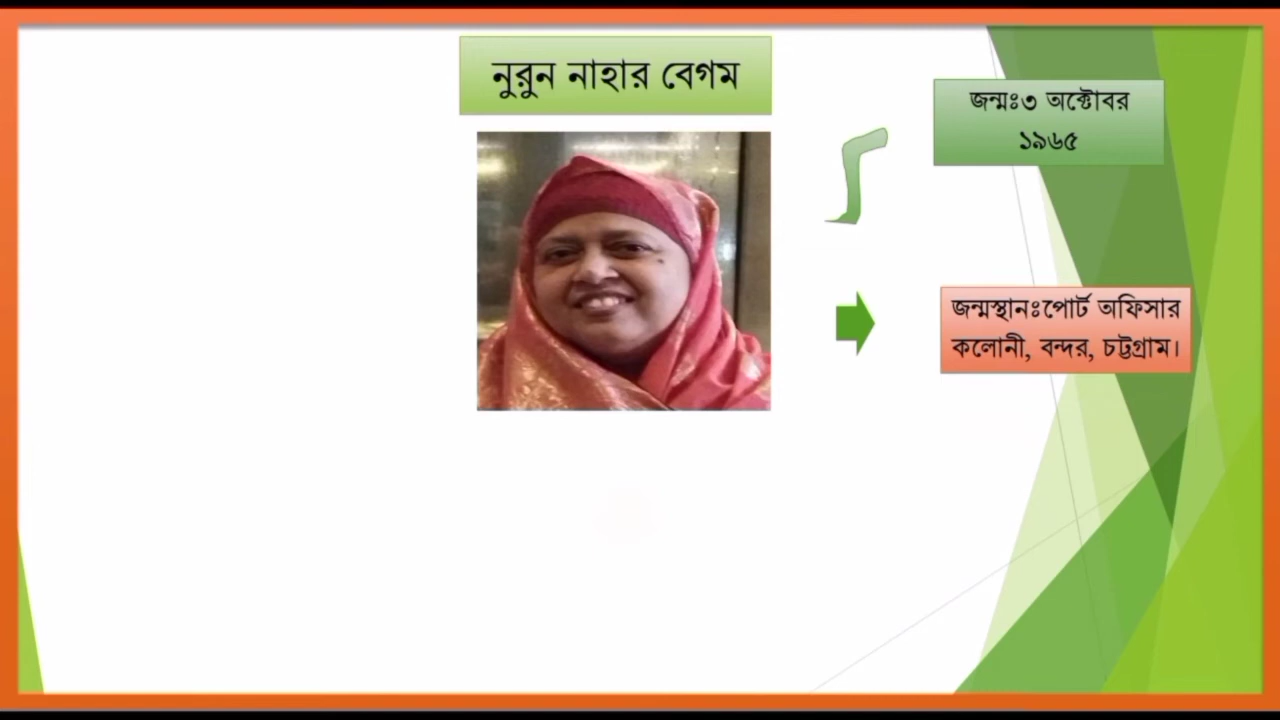 নুরুন নাহার বেগম
জন্মঃ৩ অক্টোবর
১৯৬৫
জন্মস্থানঃপোর্ট অফিসার
কলোনী, বন্দর, চট্টগ্রাম।